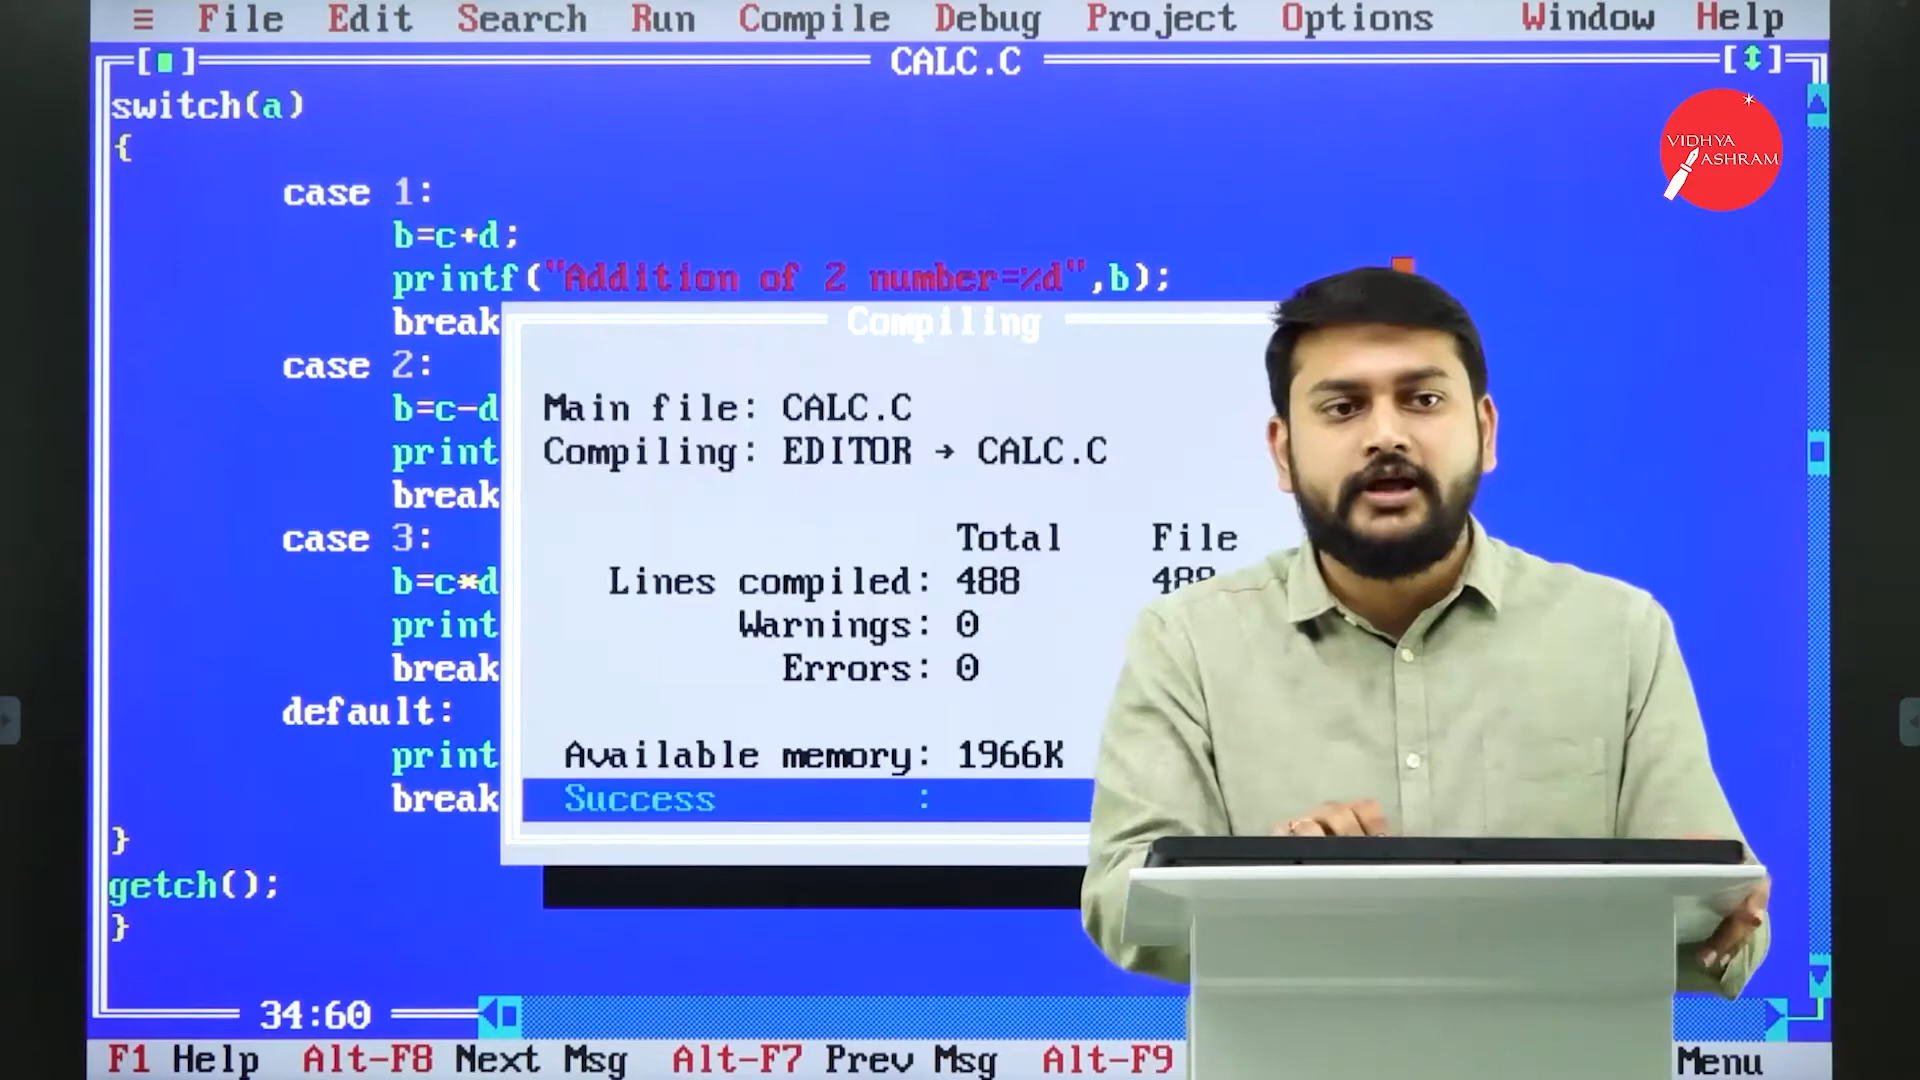 ≡ File Edit Search Run Compile Debug Project Options Window Help
[■] CALC.C [↕]
switch(a)
{
case 1:
b=c+d;
printf("Addition of 2 number=%d",b);
break
case 2:
b=c-d
print
break
case 3:
b=c*d
print
break
default:
print
break
}
getch();
}
34:60
Compiling
Main file: CALC.C
Compiling: EDITOR → CALC.C
Total File
Lines compiled: 488 488
Warnings: 0
Errors: 0
Available memory: 1966K
Success :
F1 Help Alt-F8 Next Msg Alt-F7 Prev Msg Alt-F9 Menu
VIDHYA
ASHRAM